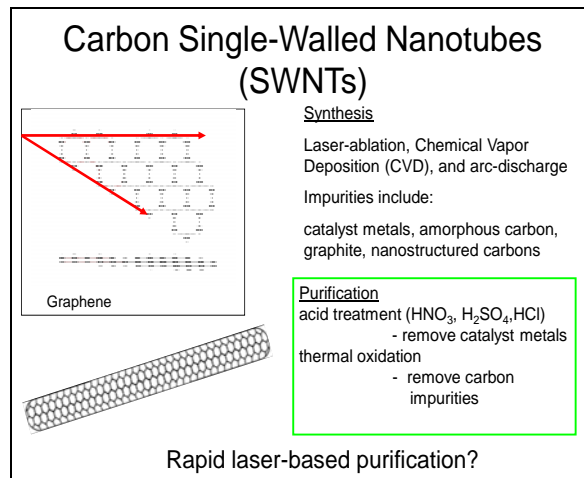 Carbon Single-Walled Nanotubes
(SWNTs)
Graphene
Synthesis
Laser-ablation, Chemical Vapor
Deposition (CVD), and arc-discharge
Impurities include:
catalyst metals, amorphous carbon,
graphite, nanostructured carbons
Purification
acid treatment (HNO₃, H₂SO₄,HCl)
- remove catalyst metals
thermal oxidation
- remove carbon
impurities
Rapid laser-based purification?